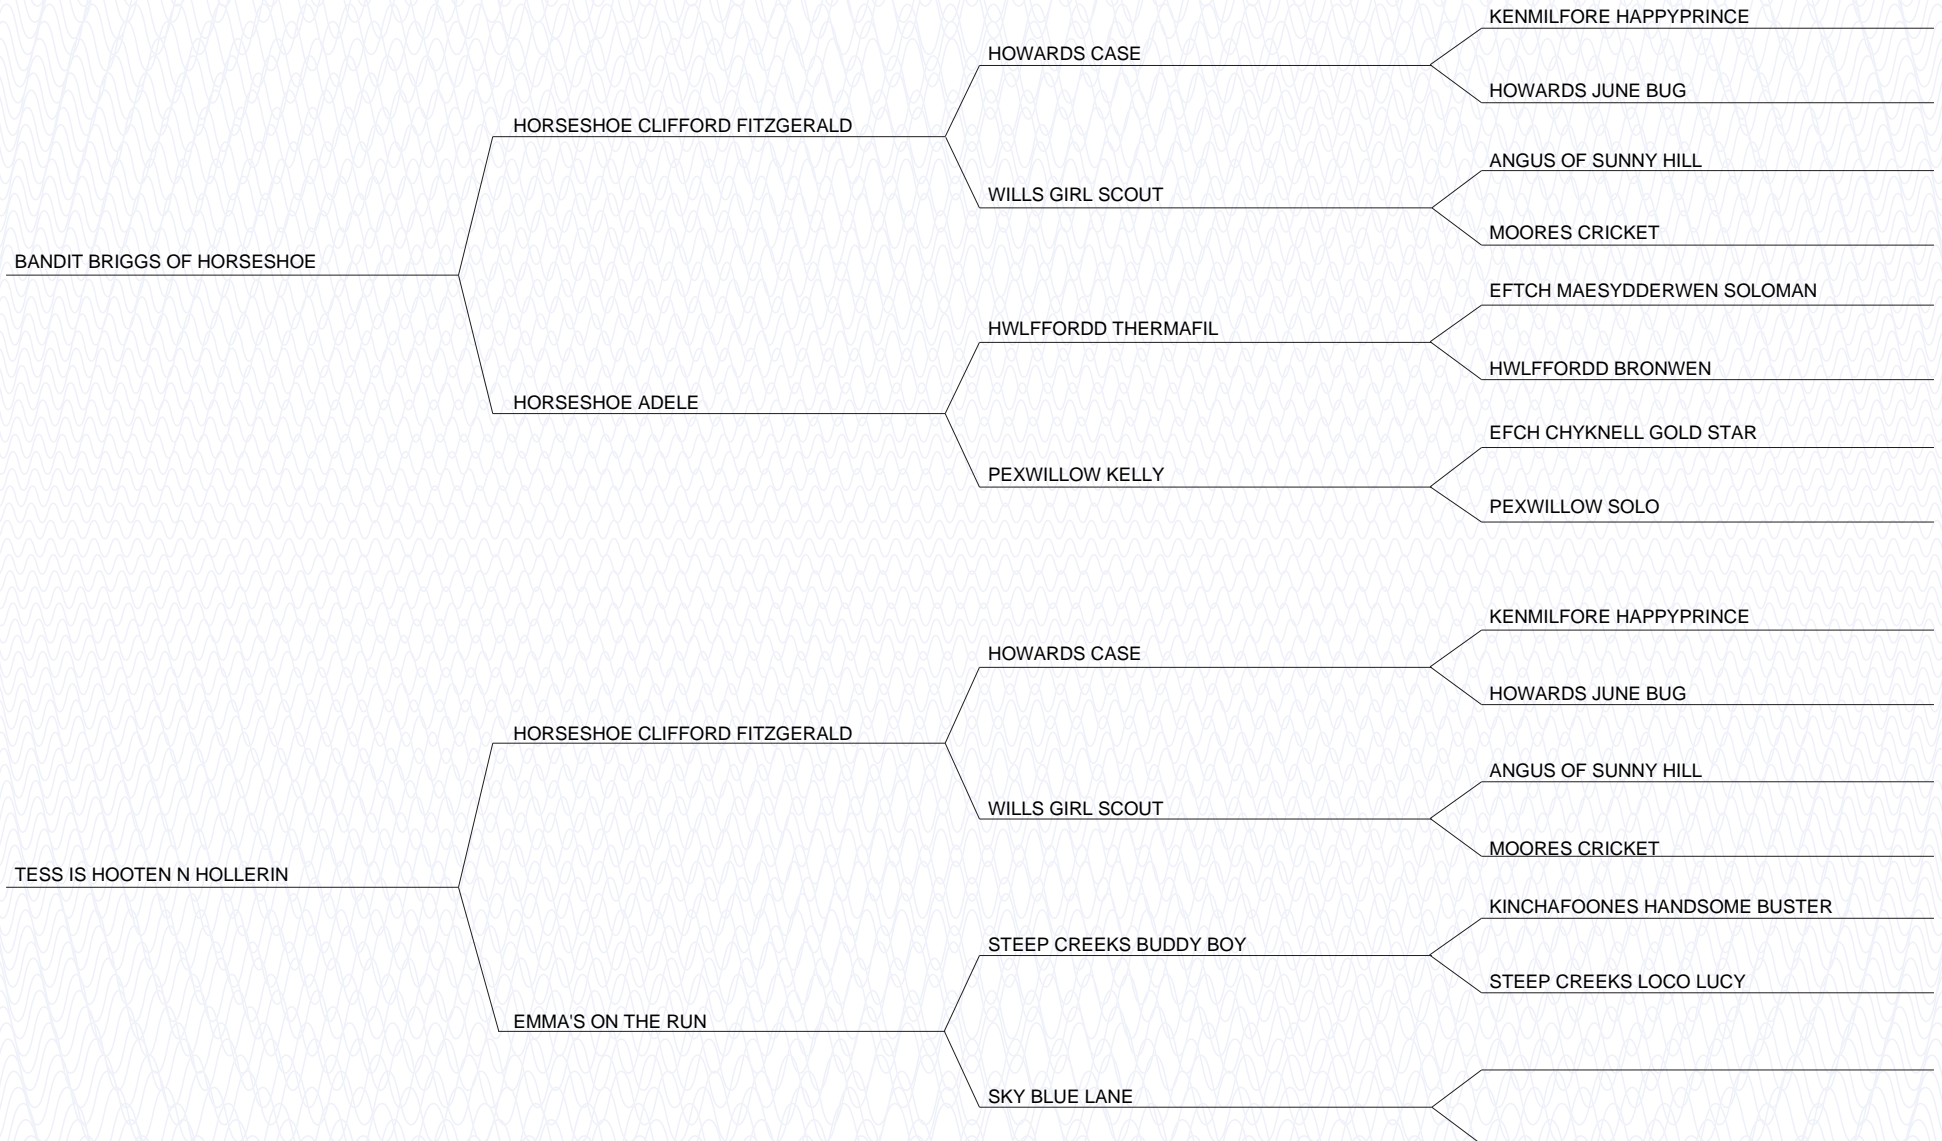 KENMILFORE HAPPYPRINCE
HOWARDS CASE
HOWARDS JUNE BUG
HORSESHOE CLIFFORD FITZGERALD
ANGUS OF SUNNY HILL
WILLS GIRL SCOUT
MOORES CRICKET
BANDIT BRIGGS OF HORSESHOE
EFTCH MAESYDDERWEN SOLOMAN
HWLFFORDD THERMAFIL
HWLFFORDD BRONWEN
HORSESHOE ADELE
EFCH CHYKNELL GOLD STAR
PEXWILLOW KELLY
PEXWILLOW SOLO
KENMILFORE HAPPYPRINCE
HOWARDS CASE
HOWARDS JUNE BUG
HORSESHOE CLIFFORD FITZGERALD
ANGUS OF SUNNY HILL
WILLS GIRL SCOUT
MOORES CRICKET
TESS IS HOOTEN N HOLLERIN
KINCHAFOONES HANDSOME BUSTER
STEEP CREEKS BUDDY BOY
STEEP CREEKS LOCO LUCY
EMMA'S ON THE RUN
SKY BLUE LANE